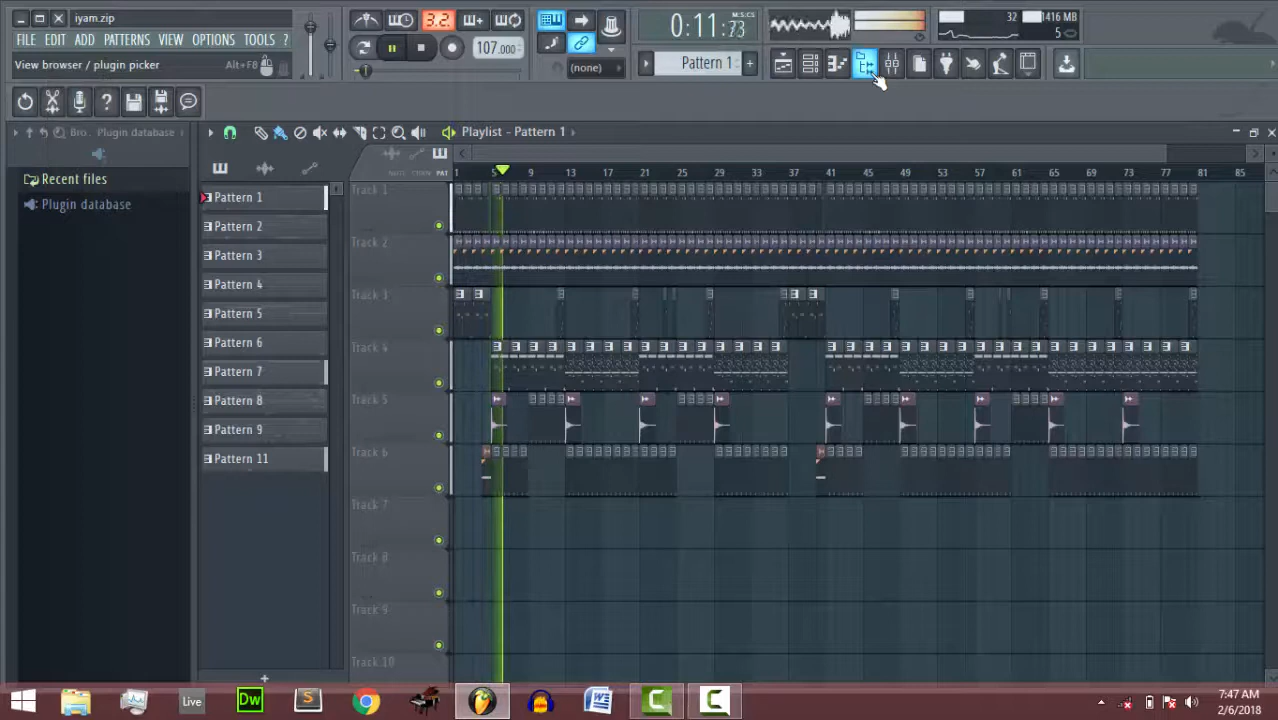 iyam.zip
FILE EDIT ADD PATTERNS VIEW OPTIONS TOOLS ?
View browser / plugin picker Alt+F8
3.2
107.000
(none)
0:11:73
M:S:CS
Pattern 1
32
1416 MB
5
Bro.. Plugin database
Recent files
Plugin database
Playlist - Pattern 1
NOTE CHAN PAT
1 5 9 13 17 21 25 29 33 37 41 45 49 53 57 61 65 69 73 77 81 85
Pattern 1
Pattern 2
Pattern 3
Pattern 4
Pattern 5
Pattern 6
Pattern 7
Pattern 8
Pattern 9
Pattern 11
Track 1
Track 2
Track 3
Track 4
Track 5
Track 6
Track 7
Track 8
Track 9
Track 10
Live
Dw
7:47 AM
2/6/2018